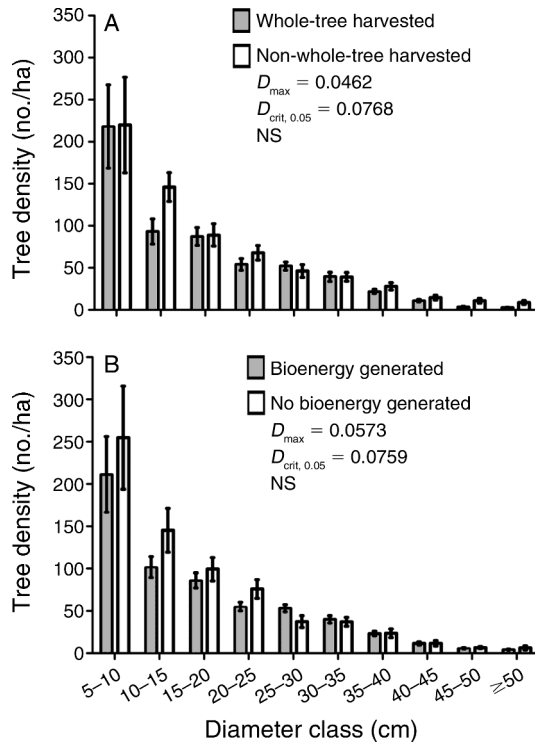 A
Whole-tree harvested
Non-whole-tree harvested
Dmax = 0.0462
Dcrit, 0.05 = 0.0768
NS
Tree density (no./ha)
350
300
250
200
150
100
50
0
B
Bioenergy generated
No bioenergy generated
Dmax = 0.0573
Dcrit, 0.05 = 0.0759
NS
Tree density (no./ha)
350
300
250
200
150
100
50
0
5–10
10–15
15–20
20–25
25–30
30–35
35–40
40–45
45–50
≥50
Diameter class (cm)